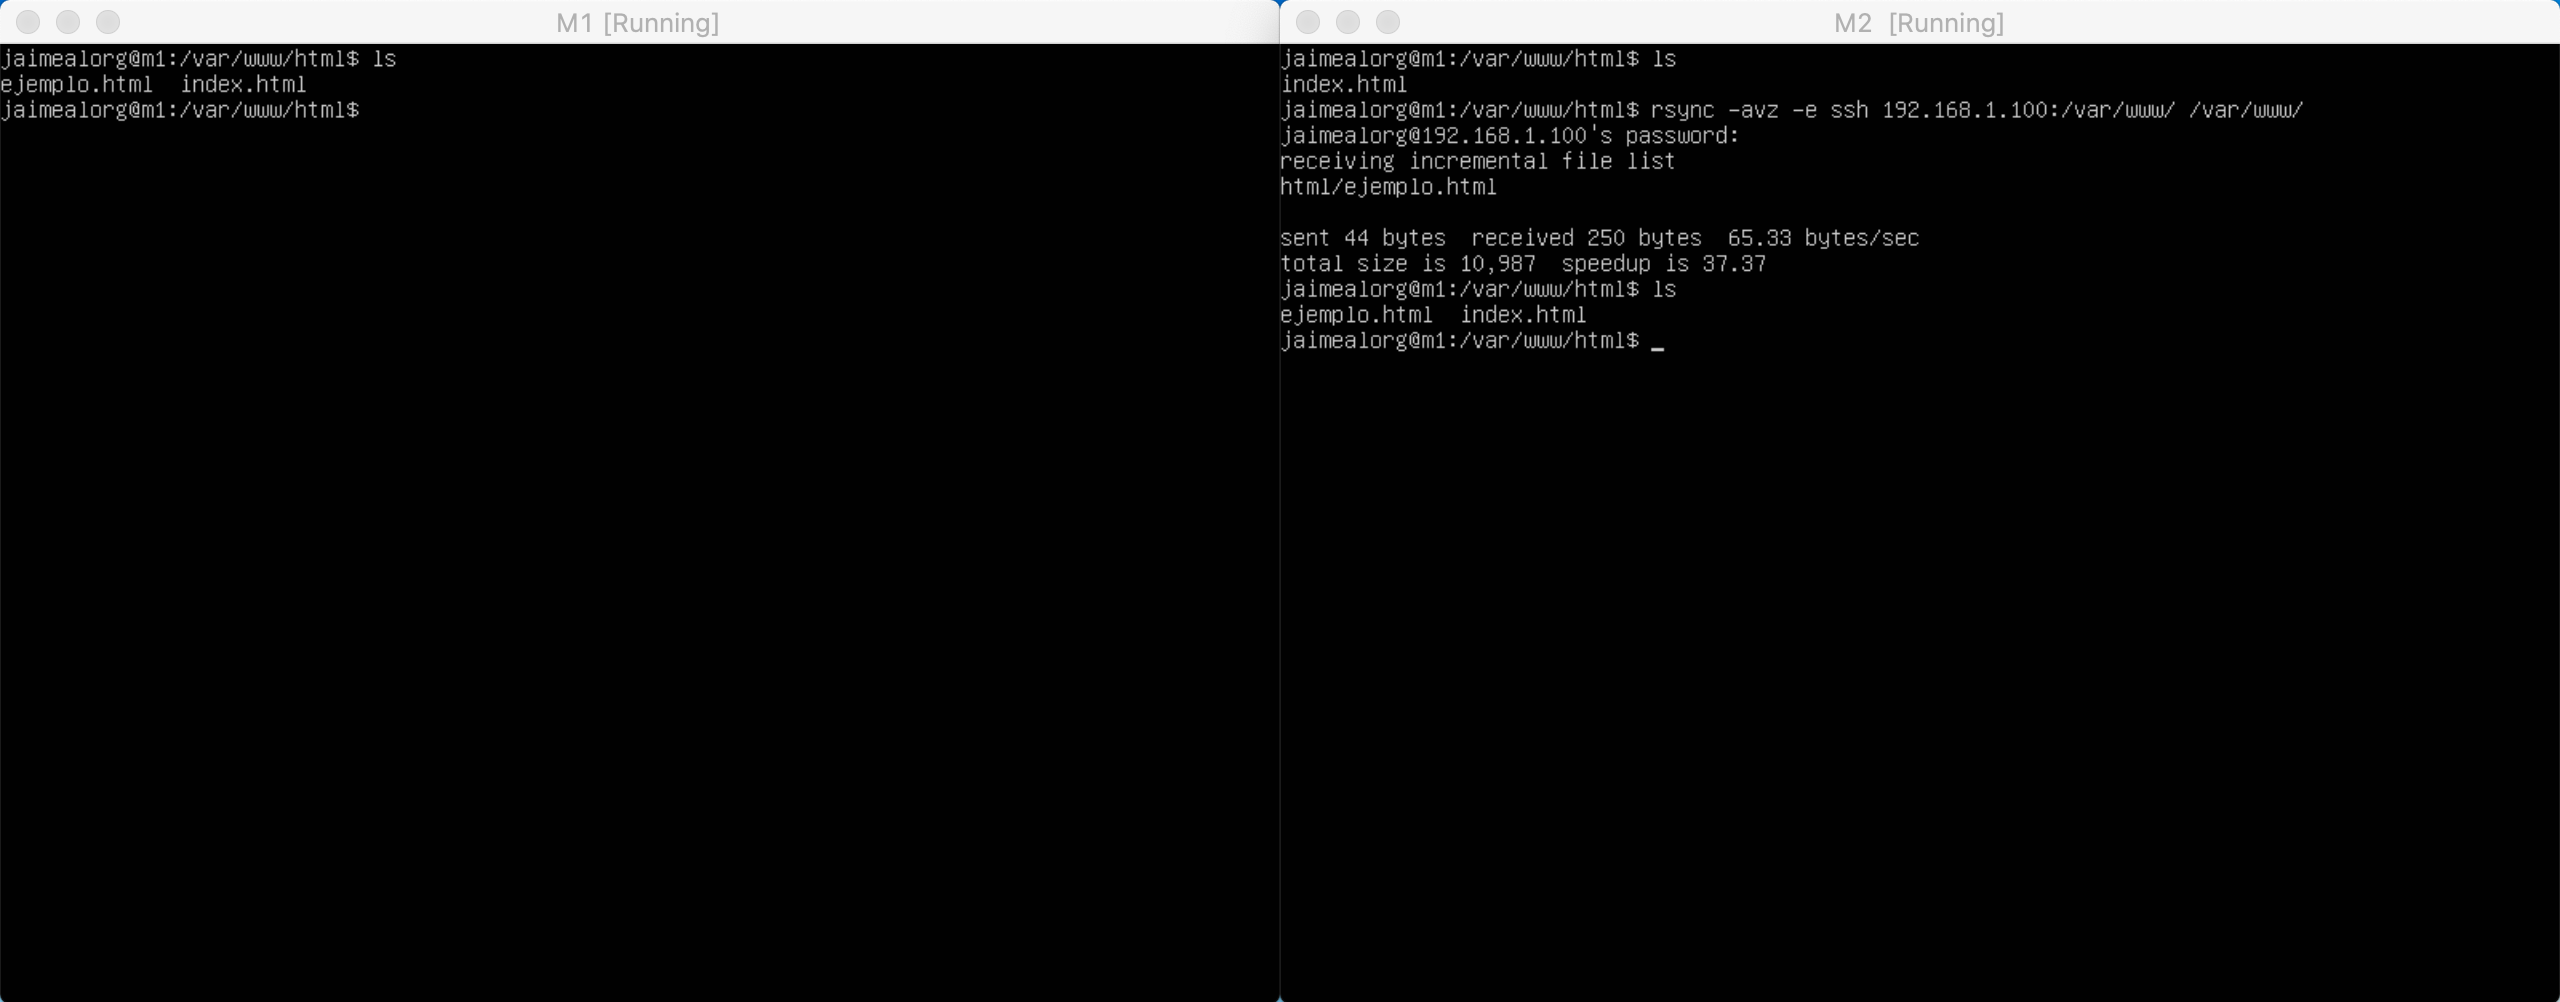 M1 [Running]
jaimealorg@m1:/var/www/html$ ls
ejemplo.html  index.html
jaimealorg@m1:/var/www/html$
M2  [Running]
jaimealorg@m1:/var/www/html$ ls
index.html
jaimealorg@m1:/var/www/html$ rsync -avz -e ssh 192.168.1.100:/var/www/ /var/www/
jaimealorg@192.168.1.100's password:
receiving incremental file list
html/ejemplo.html
sent 44 bytes  received 250 bytes  65.33 bytes/sec
total size is 10,987  speedup is 37.37
jaimealorg@m1:/var/www/html$ ls
ejemplo.html  index.html
jaimealorg@m1:/var/www/html$ _